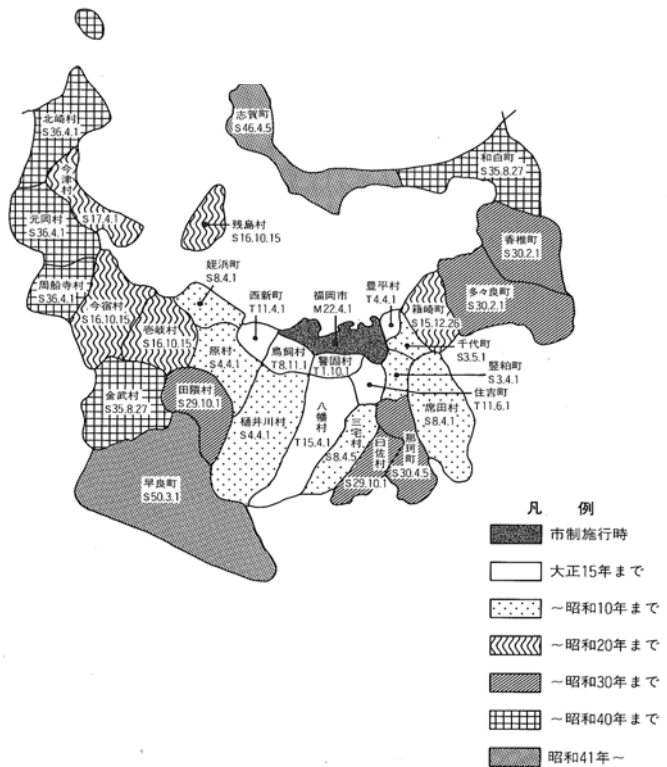 北崎村
S36.4.1
志賀町
S46.4.5
和白町
S35.8.27
今津村
S17.4.1
元岡村
S36.4.1
残島村
S16.10.15
香椎町
S30.2.1
姪浜町
S8.4.1
周船寺村
S36.4.1
西新町
T11.4.1
福岡市
M22.4.1
豊平村
T4.4.1
多々良町
S30.2.1
今宿村
S16.10.15
壱岐村
S16.10.15
箱崎町
S15.12.26
千代町
S3.5.1
原村
S4.4.1
鳥飼村
T8.11.1
警固村
T1.10.1
堅粕町
S3.4.1
住吉町
T11.6.1
金武村
S35.8.27
田隈村
S29.10.1
樋井川村
S4.4.1
八幡村
T15.4.1
三宅村
S8.4.5
席田村
S8.4.1
曰佐村
S29.10.1
那珂町
S30.4.5
早良町
S50.3.1
凡 例
市制施行時
大正15年まで
～昭和10年まで
～昭和20年まで
～昭和30年まで
～昭和40年まで
昭和41年～